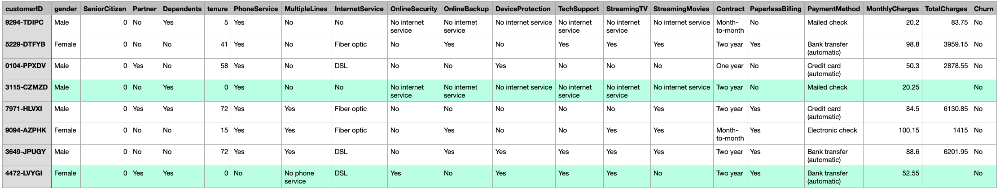 customerID gender SeniorCitizen Partner Dependents tenure PhoneService MultipleLines InternetService OnlineSecurity OnlineBackup DeviceProtection TechSupport StreamingTV StreamingMovies Contract PaperlessBilling PaymentMethod MonthlyCharges TotalCharges Churn
9294-TDIPC Male 0 No Yes 5 Yes No No No internet service No internet service No internet service No internet service No internet service No internet service Month-to-month No Mailed check 20.2 83.75 No
5229-DTFYB Female 0 No No 41 Yes No Fiber optic No Yes No Yes Yes Yes Two year Yes Bank transfer (automatic) 98.8 3959.15 No
0104-PPXDV Male 0 Yes No 58 Yes No DSL No No Yes No No No One year No Credit card (automatic) 50.3 2878.55 No
3115-CZMZD Male 0 No Yes 0 Yes No No No internet service No internet service No internet service No internet service No internet service No internet service Two year No Mailed check 20.25 No
7971-HLVXI Male 0 Yes Yes 72 Yes Yes Fiber optic No No No No No Yes Two year Yes Credit card (automatic) 84.5 6130.85 No
9094-AZPHK Female 0 No No 15 Yes Yes Fiber optic No Yes No No Yes Yes Month-to-month Yes Electronic check 100.15 1415 No
3649-JPUGY Male 0 No No 72 Yes Yes DSL No Yes Yes Yes Yes Yes Two year Yes Bank transfer (automatic) 88.6 6201.95 No
4472-LVYGI Female 0 Yes Yes 0 No No phone service DSL Yes No Yes Yes Yes No Two year Yes Bank transfer (automatic) 52.55 No